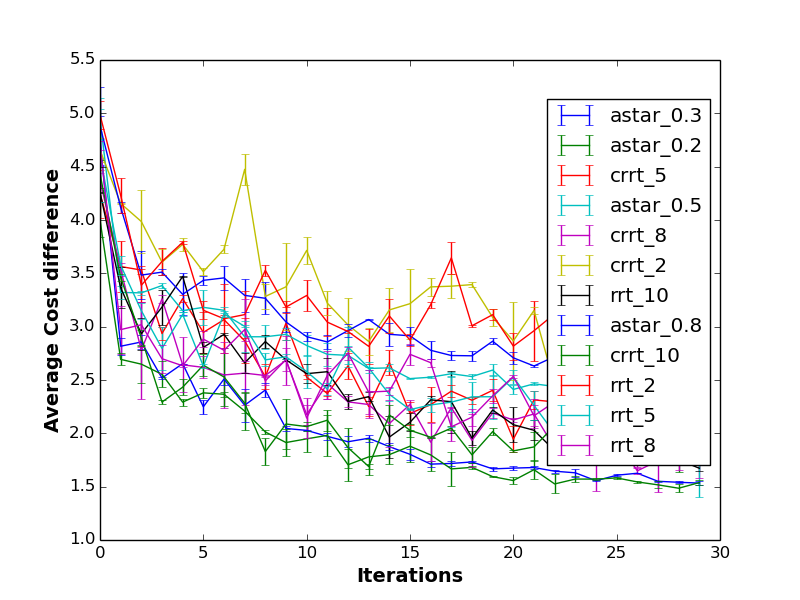 5.5
5.0
4.5
4.0
3.5
3.0
2.5
2.0
1.5
1.0
Average Cost difference
0 5 10 15 20 25 30
Iterations
astar_0.3
astar_0.2
crrt_5
astar_0.5
crrt_8
crrt_2
rrt_10
astar_0.8
crrt_10
rrt_2
rrt_5
rrt_8